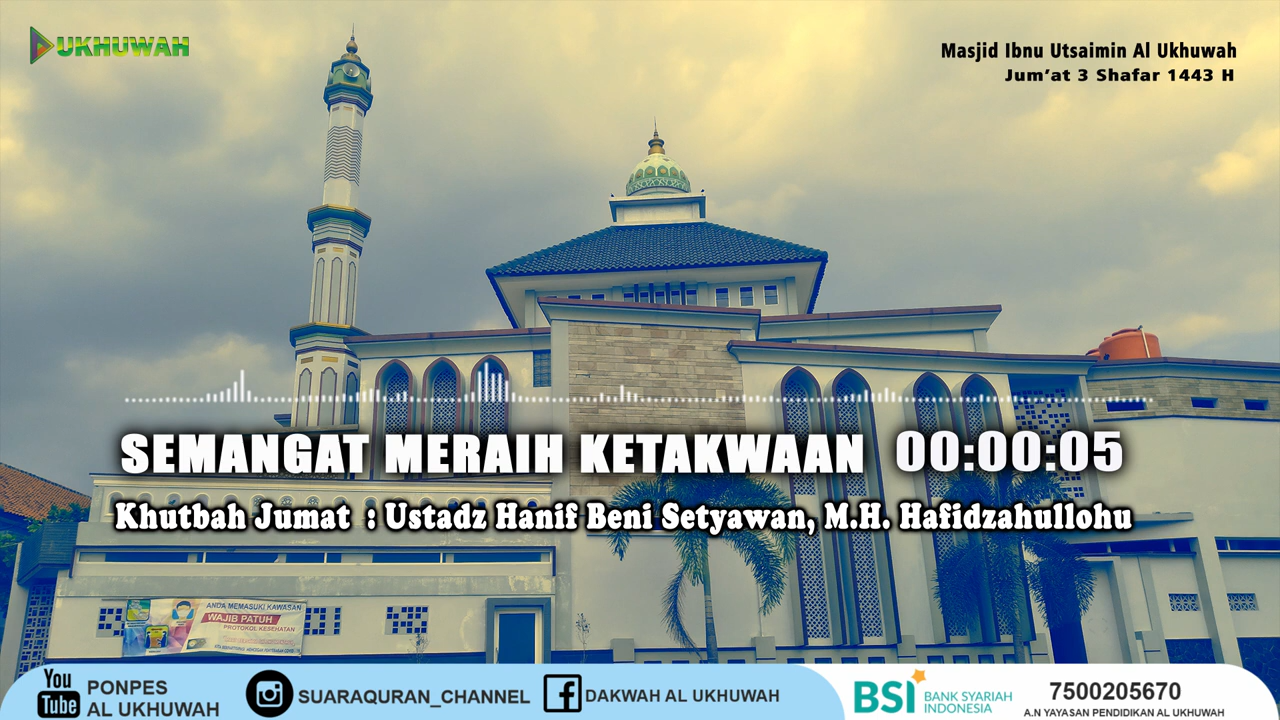 UKHUWAH
Masjid Ibnu Utsaimin Al Ukhuwah
Jum'at 3 Shafar 1443 H
SEMANGAT MERAIH KETAKWAAN 00:00:05
Khutbah Jumat : Ustadz Hanif Beni Setyawan, M.H. Hafidzahullohu
ANDA MEMASUKI KAWASAN
WAJIB PATUH
PROTOKOL KESEHATAN
You
Tube
PONPES
AL UKHUWAH
SUARAQURAN_CHANNEL
DAKWAH AL UKHUWAH
BSI
BANK SYARIAH
INDONESIA
7500205670
A.N YAYASAN PENDIDIKAN AL UKHUWAH